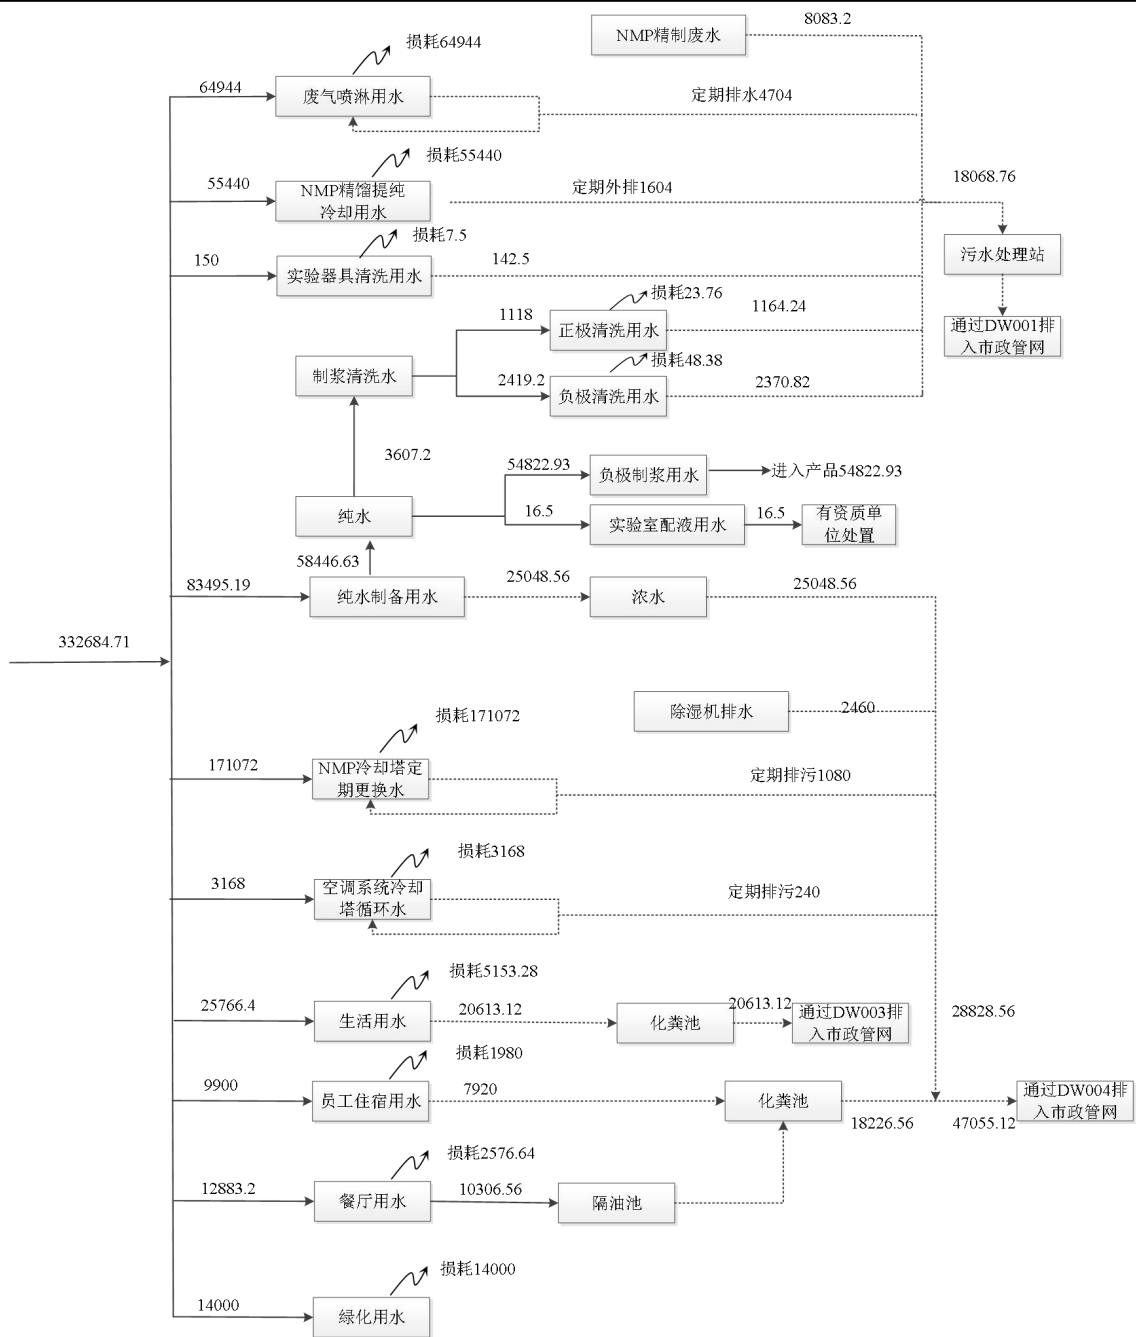 8083.2
NMP精制废水
损耗64944
64944
废气喷淋用水
定期排水4704
损耗55440
55440
NMP精馏提纯
冷却用水
定期外排1604
18068.76
损耗7.5
150
实验器具清洗用水
142.5
污水处理站
损耗23.76
1118
正极清洗用水
1164.24
通过DW001排
入市政管网
制浆清洗水
损耗48.38
2419.2
负极清洗用水
2370.82
3607.2
54822.93
负极制浆用水
进入产品54822.93
纯水
16.5
实验室配液用水
16.5
有资质单
位处置
58446.63
83495.19
纯水制备用水
25048.56
浓水
25048.56
332684.71
除湿机排水
2460
损耗171072
171072
NMP冷却塔定
期更换水
定期排污1080
损耗3168
3168
空调系统冷却
塔循环水
定期排污240
损耗5153.28
25766.4
生活用水
20613.12
化粪池
20613.12
通过DW003排
入市政管网
28828.56
损耗1980
9900
员工住宿用水
7920
化粪池
18226.56
47055.12
通过DW004排
入市政管网
损耗2576.64
12883.2
餐厅用水
10306.56
隔油池
损耗14000
14000
绿化用水